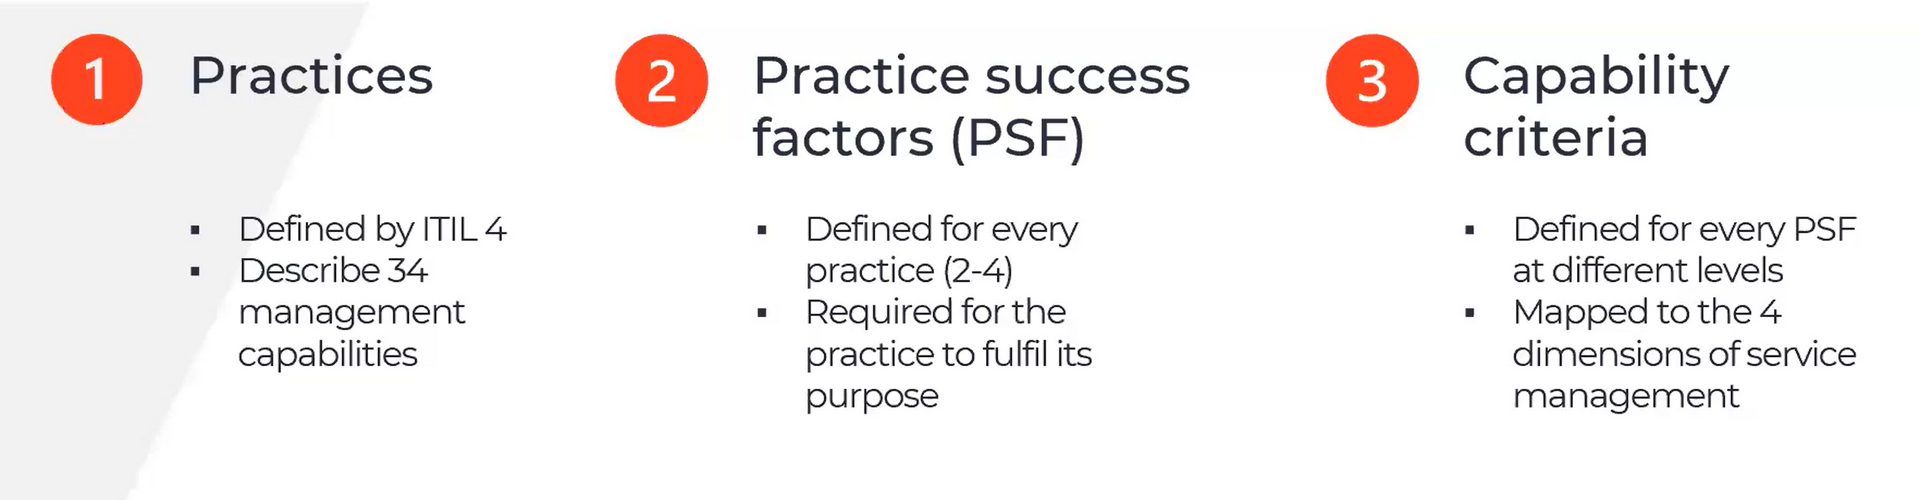 1 Practices
▪ Defined by ITIL 4
▪ Describe 34
management
capabilities
2 Practice success
factors (PSF)
▪ Defined for every
practice (2-4)
▪ Required for the
practice to fulfil its
purpose
3 Capability
criteria
▪ Defined for every PSF
at different levels
▪ Mapped to the 4
dimensions of service
management